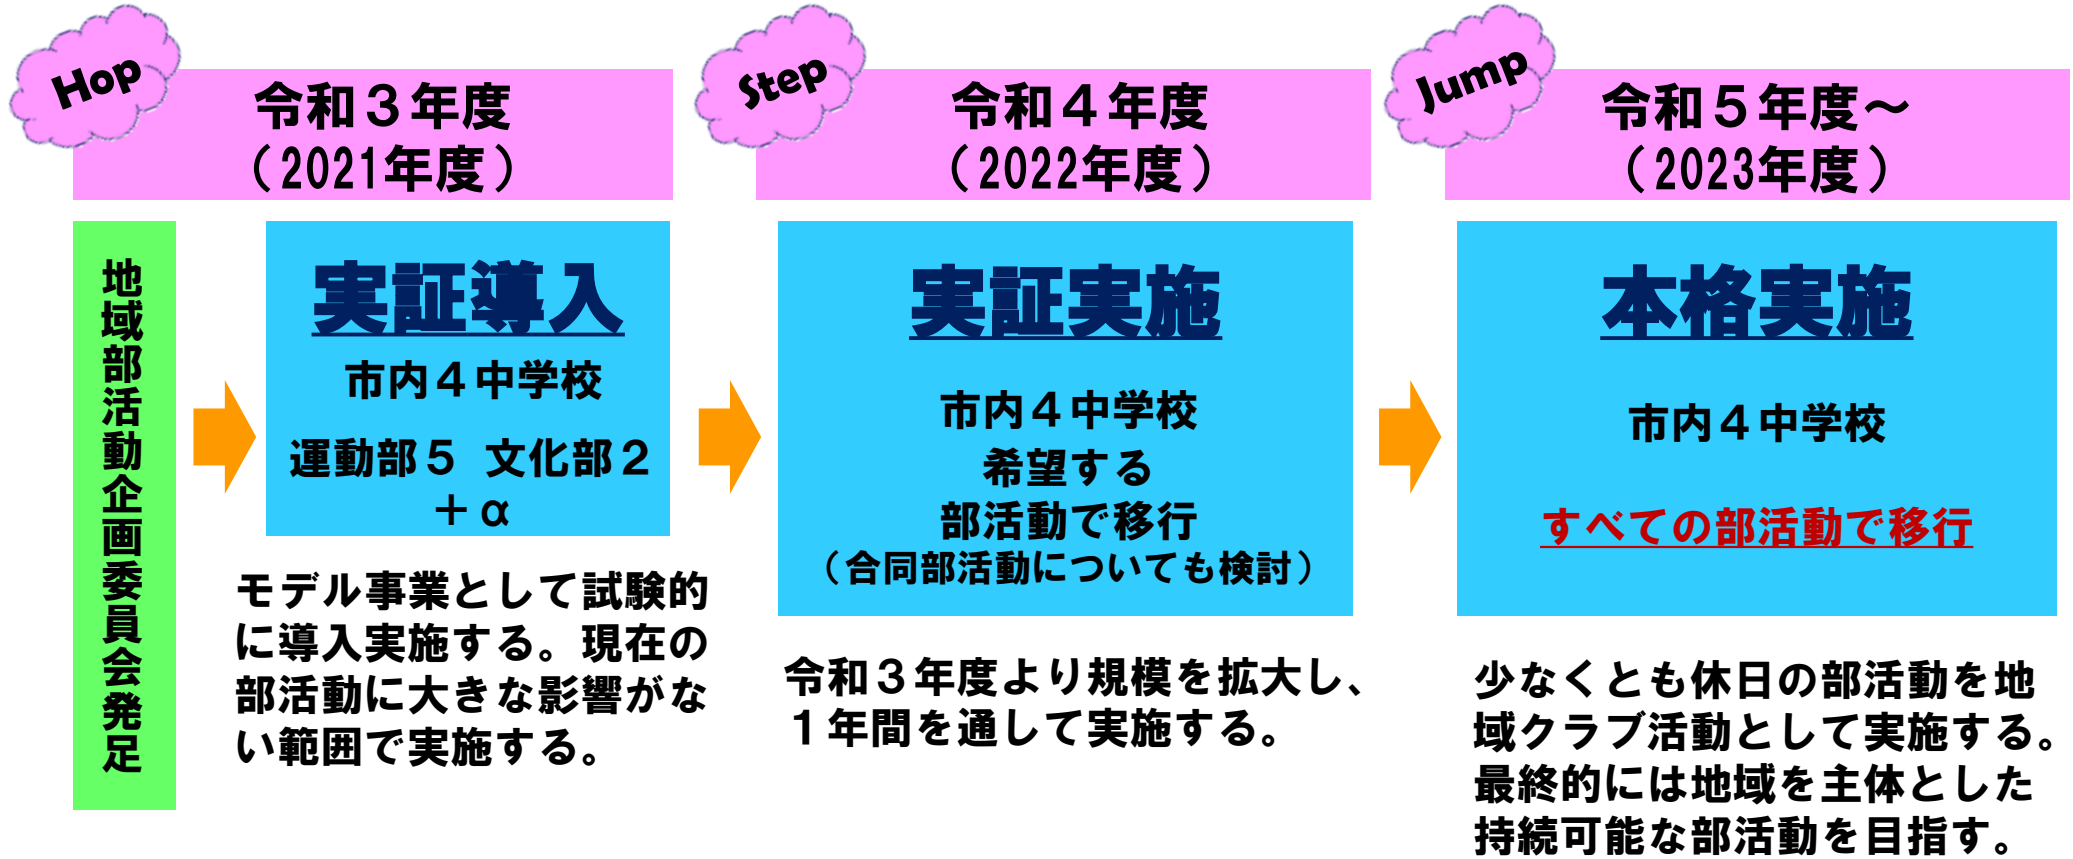 Hop
令和３年度
（2021年度）
地域部活動企画委員会発足
実証導入
市内４中学校
運動部５ 文化部２
＋α
モデル事業として試験的
に導入実施する。現在の
部活動に大きな影響がな
い範囲で実施する。
Step
令和４年度
（2022年度）
実証実施
市内４中学校
希望する
部活動で移行
（合同部活動についても検討）
令和３年度より規模を拡大し、
１年間を通して実施する。
Jump
令和５年度～
（2023年度）
本格実施
市内４中学校
すべての部活動で移行
少なくとも休日の部活動を地
域クラブ活動として実施する。
最終的には地域を主体とした
持続可能な部活動を目指す。